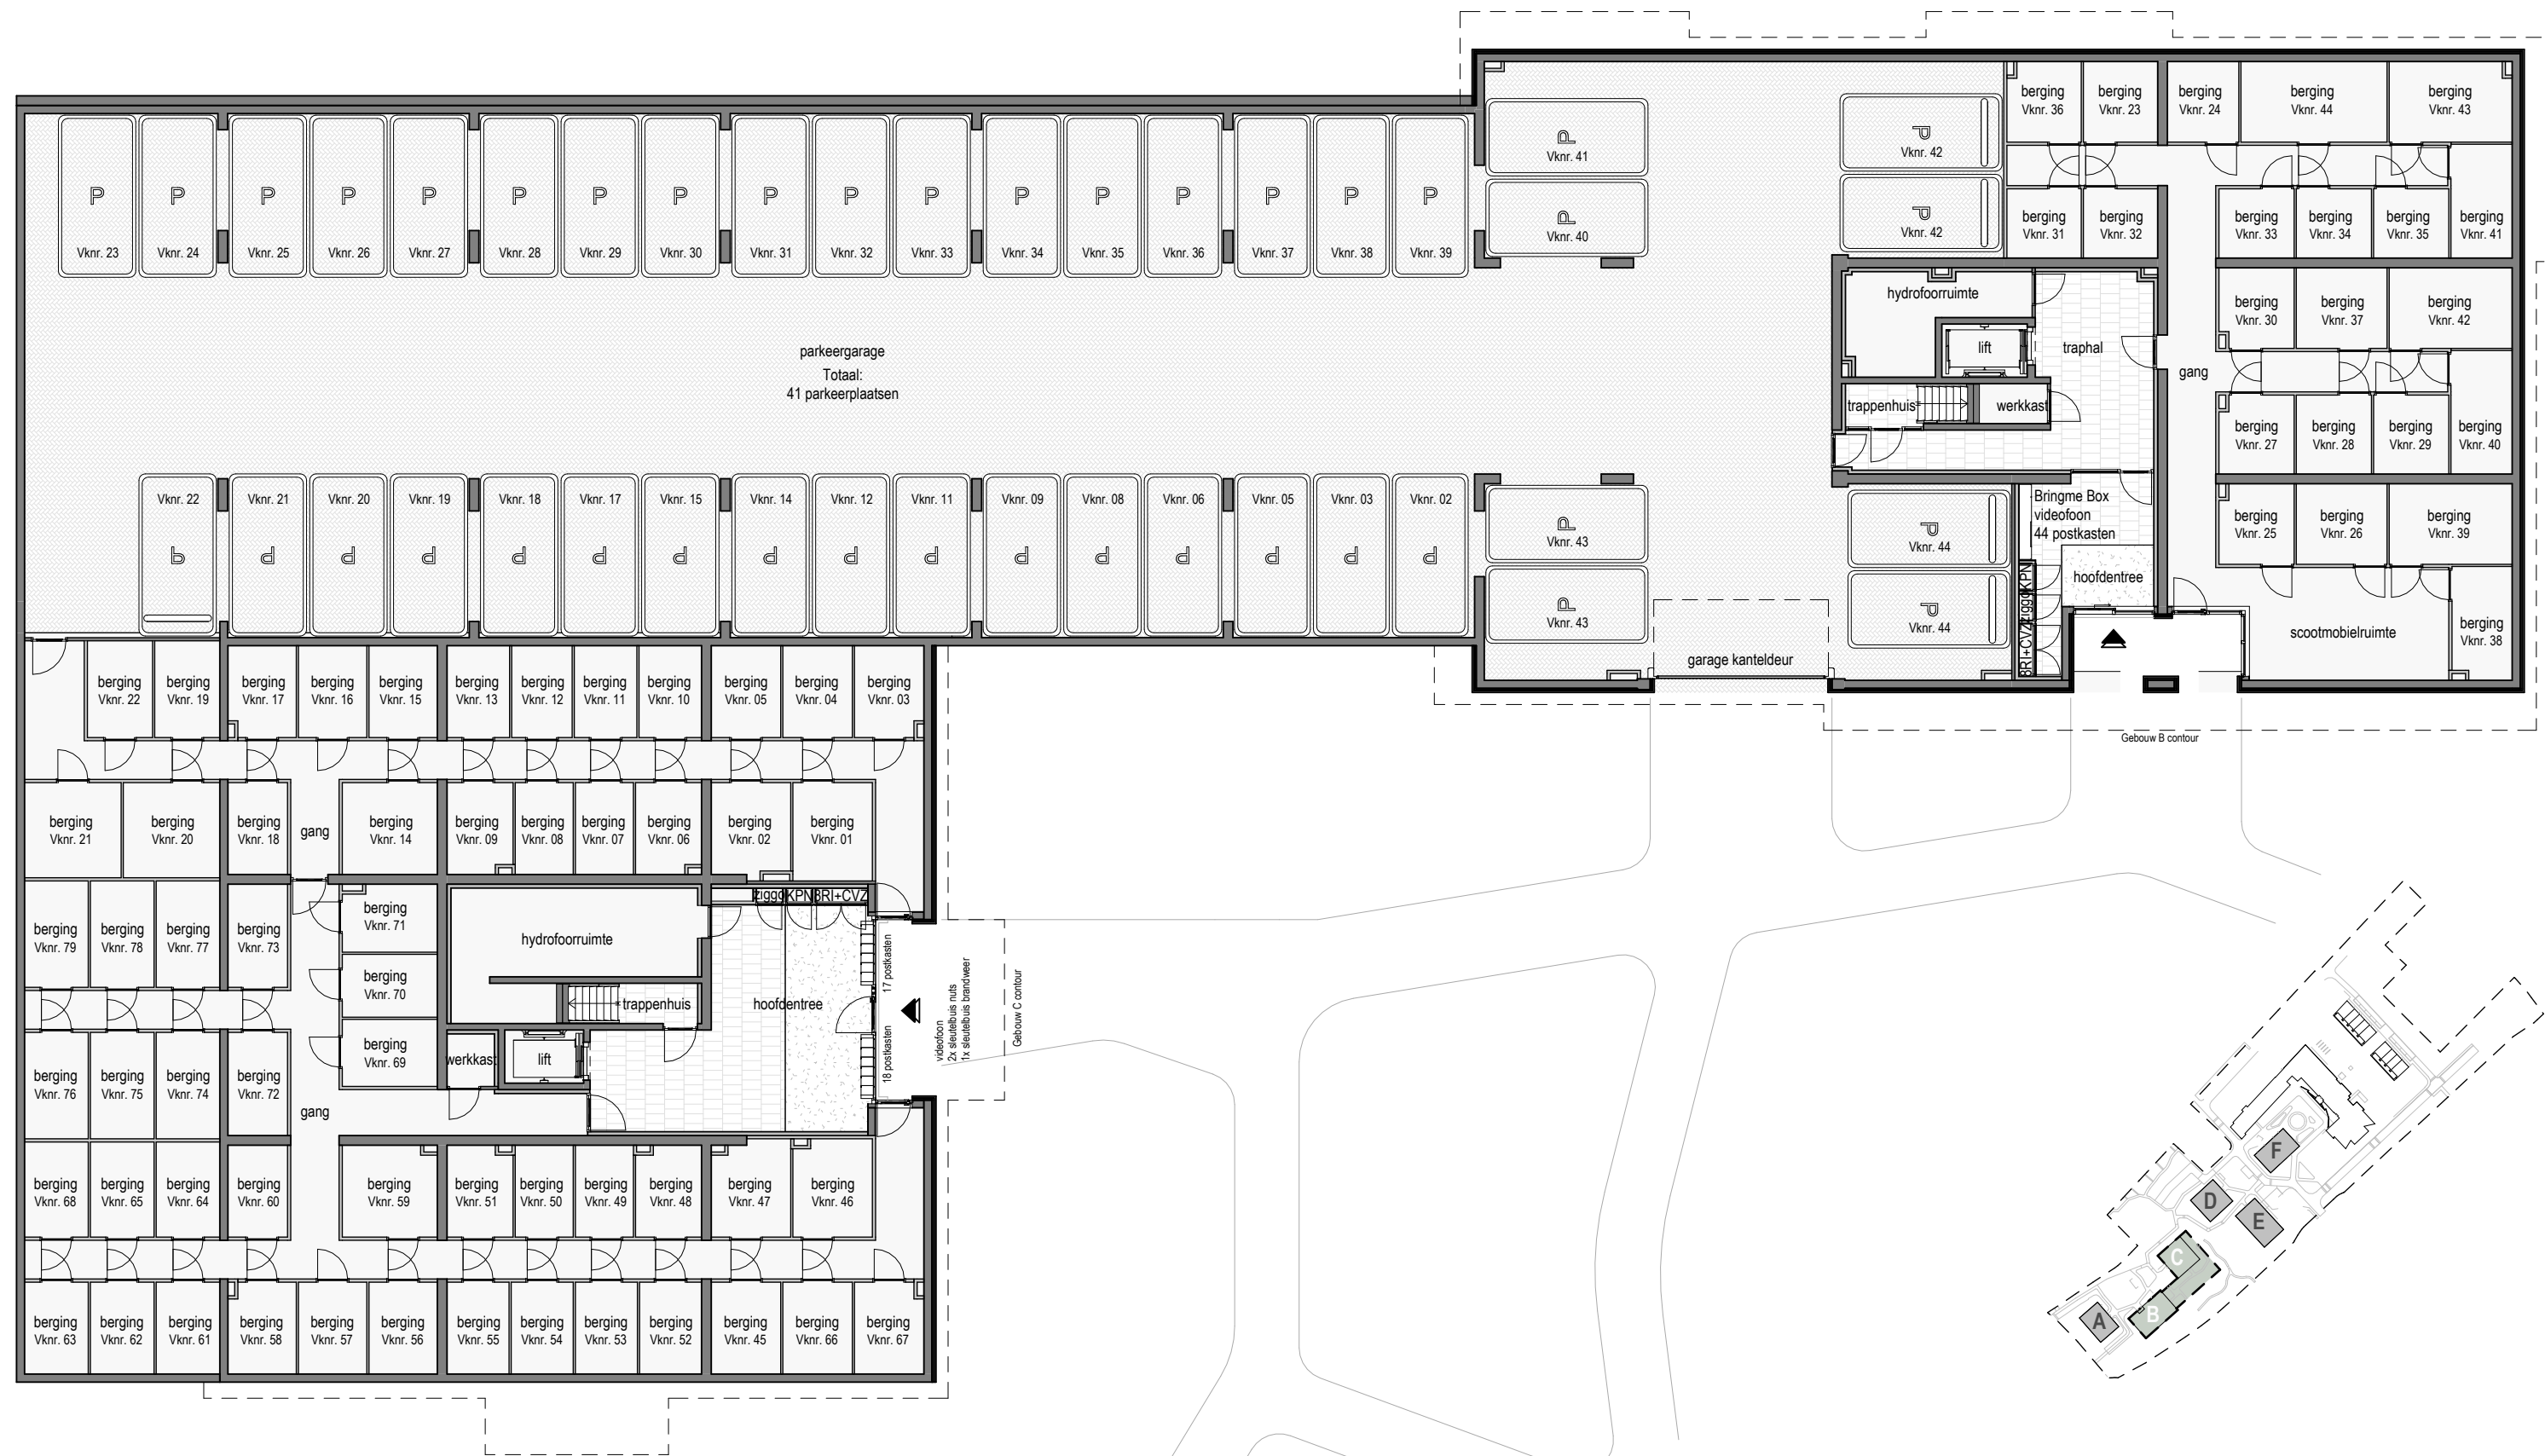 P
Vknr. 23
P
Vknr. 24
P
Vknr. 25
P
Vknr. 26
P
Vknr. 27
P
Vknr. 28
P
Vknr. 29
P
Vknr. 30
P
Vknr. 31
P
Vknr. 32
P
Vknr. 33
P
Vknr. 34
P
Vknr. 35
P
Vknr. 36
P
Vknr. 37
P
Vknr. 38
P
Vknr. 39
P
Vknr. 41
P
Vknr. 40
P
Vknr. 42
P
Vknr. 42
berging
Vknr. 36
berging
Vknr. 23
berging
Vknr. 24
berging
Vknr. 44
berging
Vknr. 43
berging
Vknr. 31
berging
Vknr. 32
berging
Vknr. 33
berging
Vknr. 34
berging
Vknr. 35
berging
Vknr. 41
hydrofoorruimte
lift
traphal
trappenhuis
werkkast
gang
berging
Vknr. 30
berging
Vknr. 37
berging
Vknr. 42
berging
Vknr. 27
berging
Vknr. 28
berging
Vknr. 29
berging
Vknr. 40
parkeergarage
Totaal:
41 parkeerplaatsen
Vknr. 22
P
Vknr. 21
P
Vknr. 20
P
Vknr. 19
P
Vknr. 18
P
Vknr. 17
P
Vknr. 15
P
Vknr. 14
P
Vknr. 12
P
Vknr. 11
P
Vknr. 09
P
Vknr. 08
P
Vknr. 06
P
Vknr. 05
P
Vknr. 03
P
Vknr. 02
P
P
Vknr. 43
P
Vknr. 43
P
Vknr. 44
P
Vknr. 44
garage kanteldeur
Bringme Box
videofoon
44 postkasten
hoofdentree
BRI+CVZ
ziggo
KPN
berging
Vknr. 25
berging
Vknr. 26
berging
Vknr. 39
scootmobielruimte
berging
Vknr. 38
Gebouw B contour
berging
Vknr. 22
berging
Vknr. 19
berging
Vknr. 17
berging
Vknr. 16
berging
Vknr. 15
berging
Vknr. 13
berging
Vknr. 12
berging
Vknr. 11
berging
Vknr. 10
berging
Vknr. 05
berging
Vknr. 04
berging
Vknr. 03
berging
Vknr. 21
berging
Vknr. 20
berging
Vknr. 18
gang
berging
Vknr. 14
berging
Vknr. 09
berging
Vknr. 08
berging
Vknr. 07
berging
Vknr. 06
berging
Vknr. 02
berging
Vknr. 01
berging
Vknr. 79
berging
Vknr. 78
berging
Vknr. 77
berging
Vknr. 73
berging
Vknr. 71
berging
Vknr. 70
berging
Vknr. 69
hydrofoorruimte
trappenhuis
hoofdentree
ziggo
KPN
BRI+CVZ
17 postkasten
18 postkasten
videofoon
2x sleutelbuis nuts
1x sleutelbuis brandweer
Gebouw C contour
werkkast
lift
berging
Vknr. 76
berging
Vknr. 75
berging
Vknr. 74
berging
Vknr. 72
gang
berging
Vknr. 68
berging
Vknr. 65
berging
Vknr. 64
berging
Vknr. 60
berging
Vknr. 59
berging
Vknr. 51
berging
Vknr. 50
berging
Vknr. 49
berging
Vknr. 48
berging
Vknr. 47
berging
Vknr. 46
berging
Vknr. 63
berging
Vknr. 62
berging
Vknr. 61
berging
Vknr. 58
berging
Vknr. 57
berging
Vknr. 56
berging
Vknr. 55
berging
Vknr. 54
berging
Vknr. 53
berging
Vknr. 52
berging
Vknr. 45
berging
Vknr. 66
berging
Vknr. 67
F
D
E
C
B
A